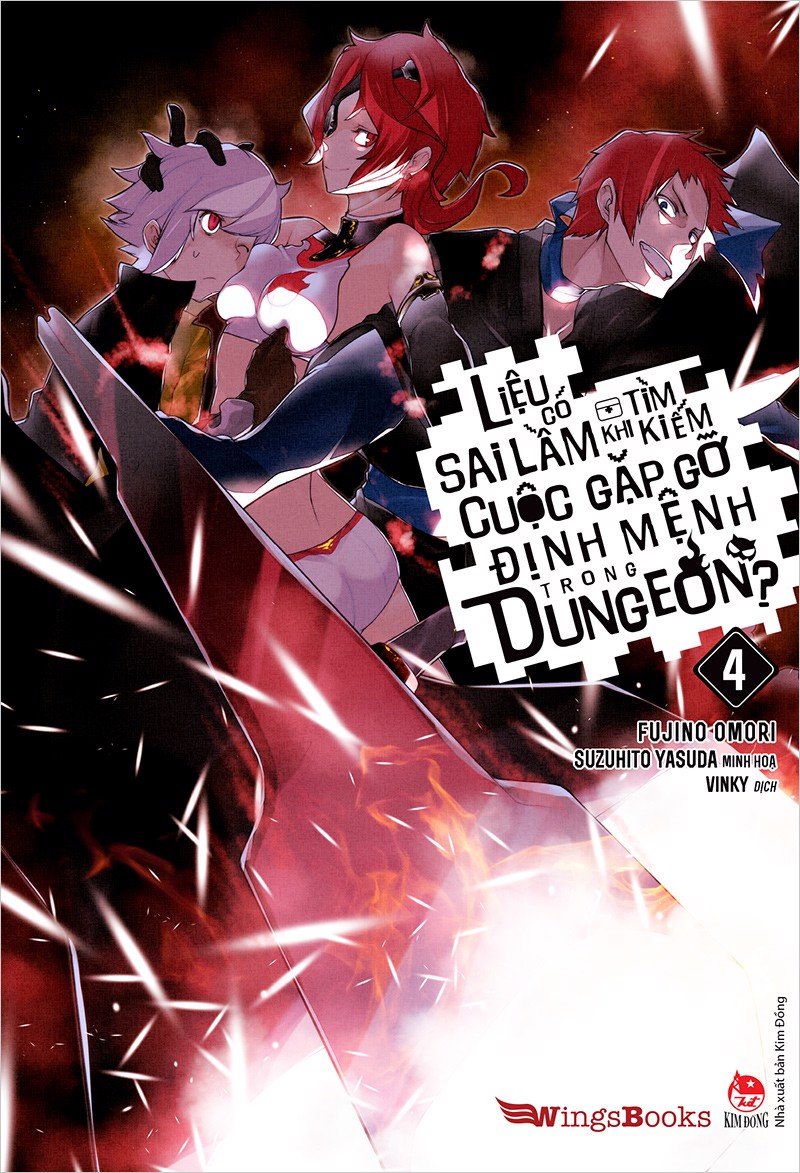 LIỆU CÓ TÌM
SAI LẦM KHI KIẾM
CUỘC GẶP GỠ
ĐỊNH MỆNH
TRONG
DUNGEON?
4
FUJINO OMORI
SUZUHITO YASUDA MINH HOẠ
VINKY DỊCH
WingsBooks
KIM ĐỒNG
Nhà xuất bản Kim Đồng